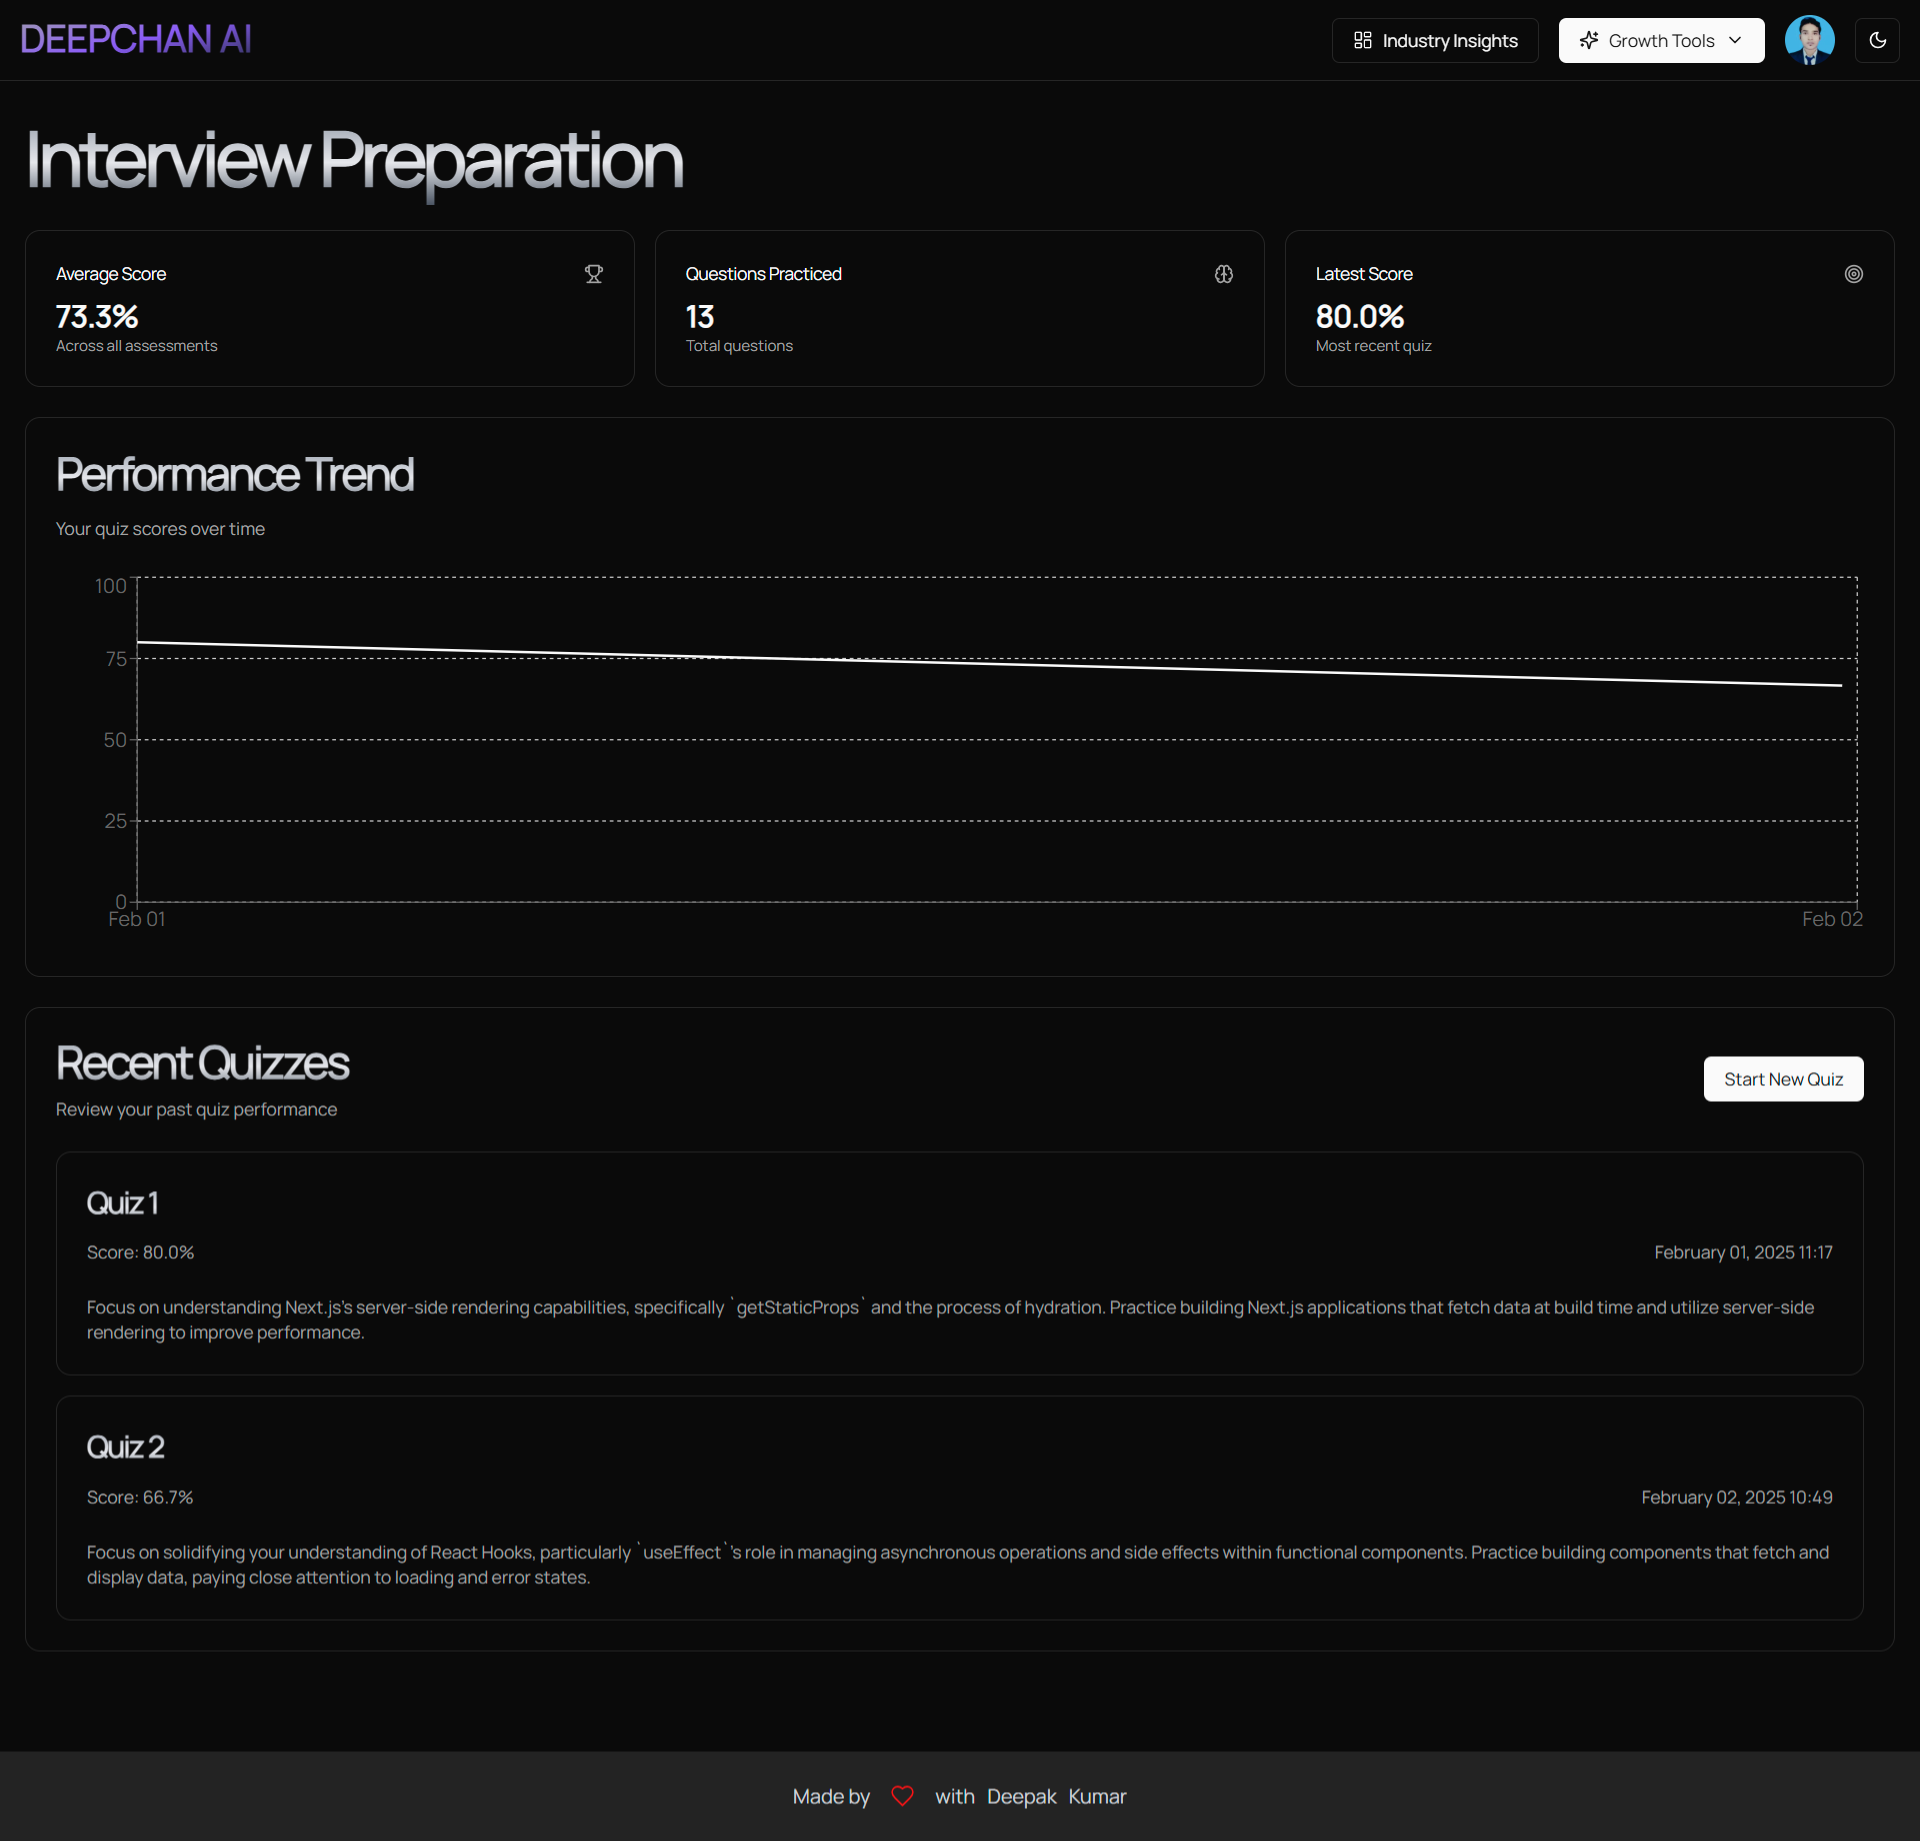 DEEPCHAN AI
Industry Insights
Growth Tools
Interview Preparation
Average Score
73.3%
Across all assessments
Questions Practiced
13
Total questions
Latest Score
80.0%
Most recent quiz
Performance Trend
Your quiz scores over time
100
75
50
25
0
Feb 01
Feb 02
Recent Quizzes
Review your past quiz performance
Start New Quiz
Quiz 1
Score: 80.0%
February 01, 2025 11:17
Focus on understanding Next.js's server-side rendering capabilities, specifically `getStaticProps` and the process of hydration. Practice building Next.js applications that fetch data at build time and utilize server-side
rendering to improve performance.
Quiz 2
Score: 66.7%
February 02, 2025 10:49
Focus on solidifying your understanding of React Hooks, particularly `useEffect`'s role in managing asynchronous operations and side effects within functional components. Practice building components that fetch and
display data, paying close attention to loading and error states.
Made by with Deepak Kumar